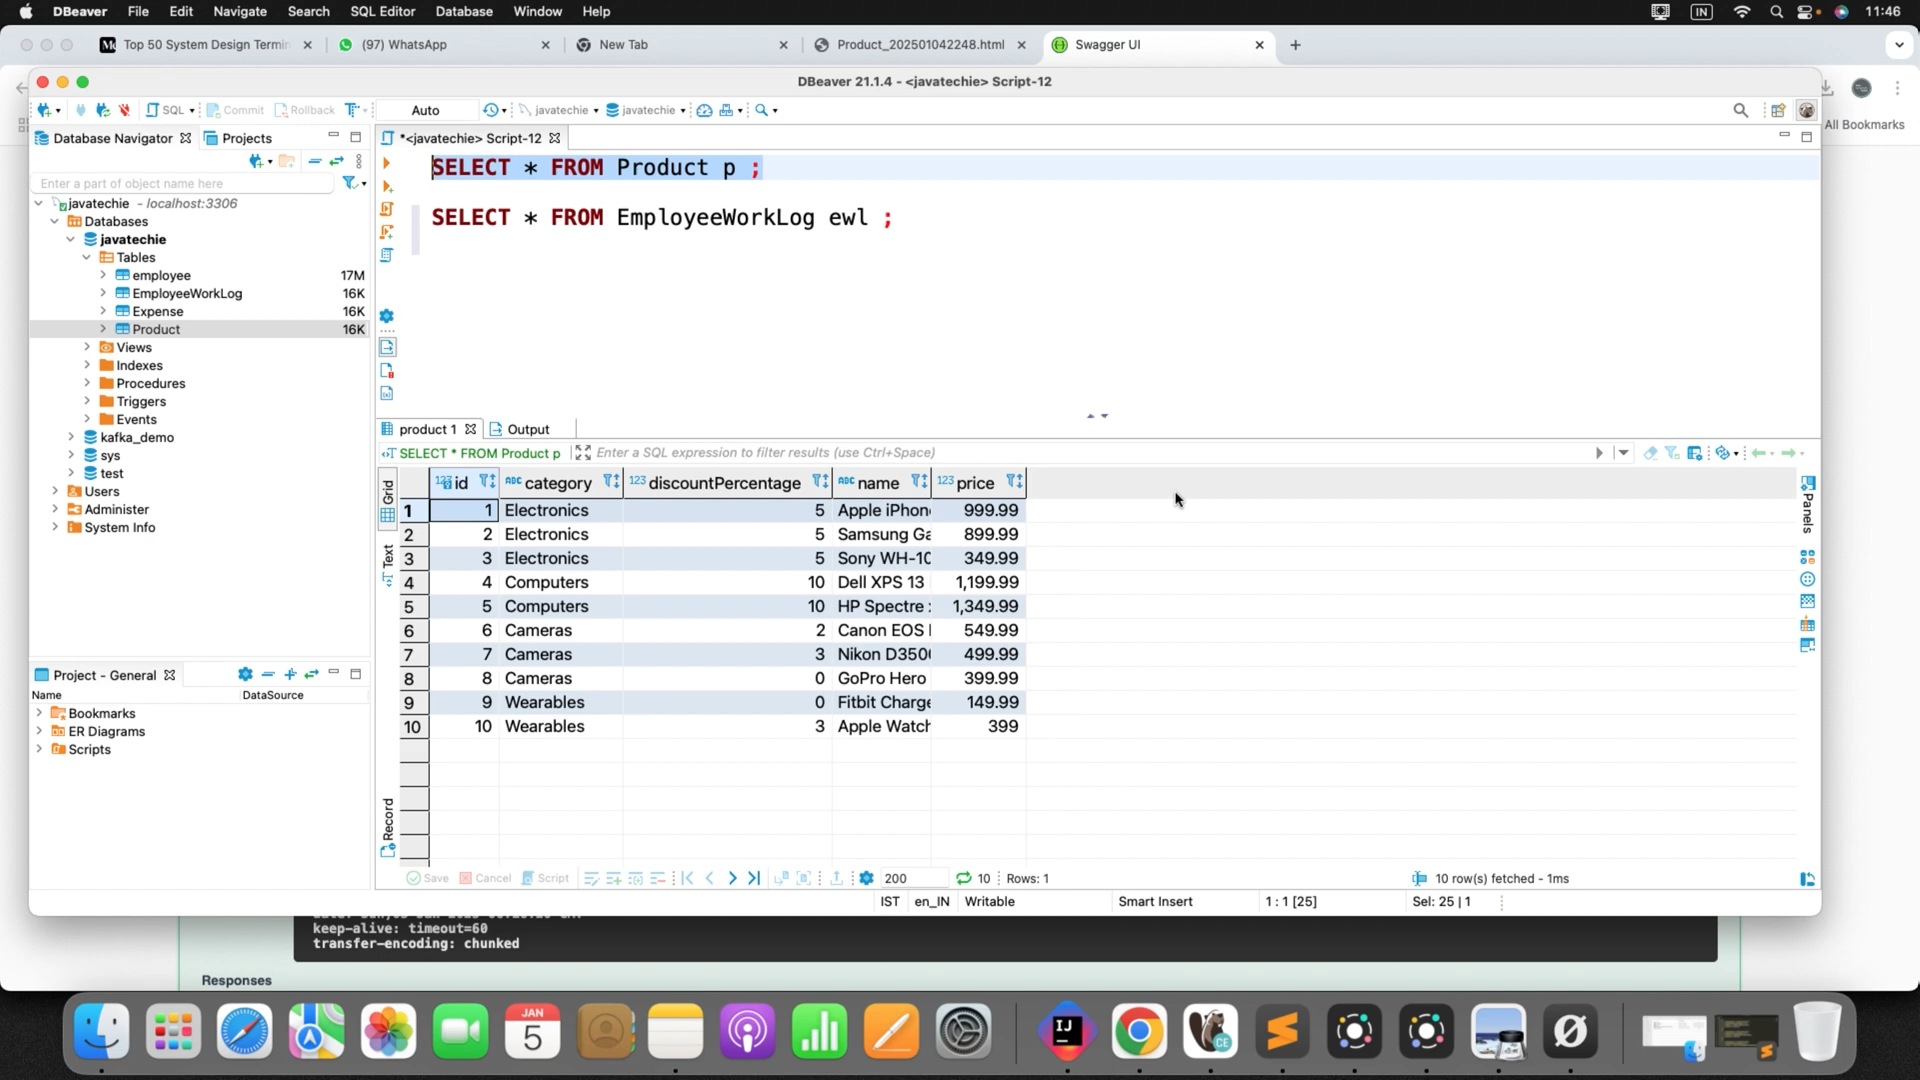 DBeaver File Edit Navigate Search SQL Editor Database Window Help IN 11:46
Top 50 System Design Termin (97) WhatsApp New Tab Product_202501042248.html Swagger UI
DBeaver 21.1.4 - <javatechie> Script-12
SQL Commit Rollback Auto javatechie javatechie
All Bookmarks
Database Navigator Projects
*<javatechie> Script-12
Enter a part of object name here
javatechie - localhost:3306
Databases
javatechie
Tables
employee 17M
EmployeeWorkLog 16K
Expense 16K
Product 16K
Views
Indexes
Procedures
Triggers
Events
kafka_demo
sys
test
Users
Administer
System Info
SELECT * FROM Product p ;
SELECT * FROM EmployeeWorkLog ewl ;
product 1 Output
SELECT * FROM Product p Enter a SQL expression to filter results (use Ctrl+Space)
Grid
Text
Record
Panels
123 id ABC category 123 discountPercentage ABC name 123 price
1 1 Electronics 5 Apple iPhon 999.99
2 2 Electronics 5 Samsung Ga 899.99
3 3 Electronics 5 Sony WH-10 349.99
4 4 Computers 10 Dell XPS 13 1,199.99
5 5 Computers 10 HP Spectre 1,349.99
6 6 Cameras 2 Canon EOS 549.99
7 7 Cameras 3 Nikon D350 499.99
8 8 Cameras 0 GoPro Hero 399.99
9 9 Wearables 0 Fitbit Charge 149.99
10 10 Wearables 3 Apple Watch 399
Project - General
Name DataSource
Bookmarks
ER Diagrams
Scripts
Save Cancel Script 200 10 Rows: 1 10 row(s) fetched - 1ms
IST en_IN Writable Smart Insert 1 : 1 [25] Sel: 25 | 1
keep-alive: timeout=60
transfer-encoding: chunked
Responses
JAN
5
IJ
CE